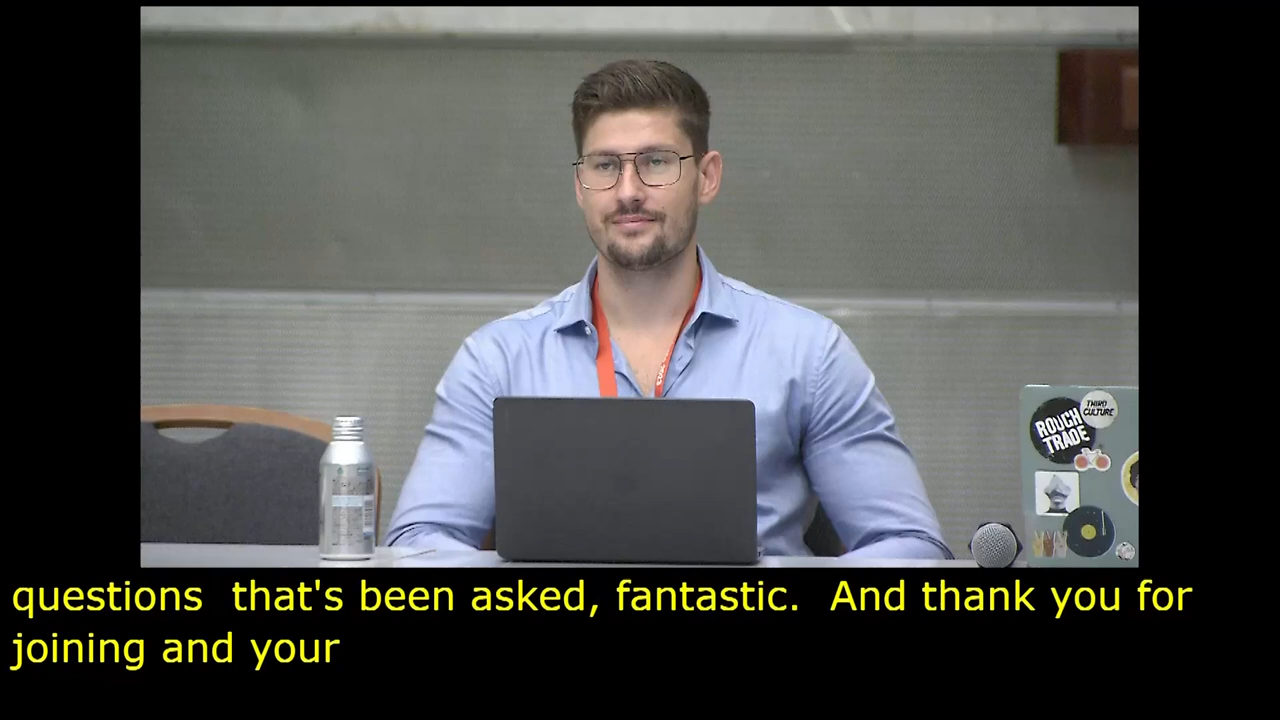 THIRD
CULTURE
ROUGH
TRADE
questions  that's been asked, fantastic.  And thank you for
joining and your